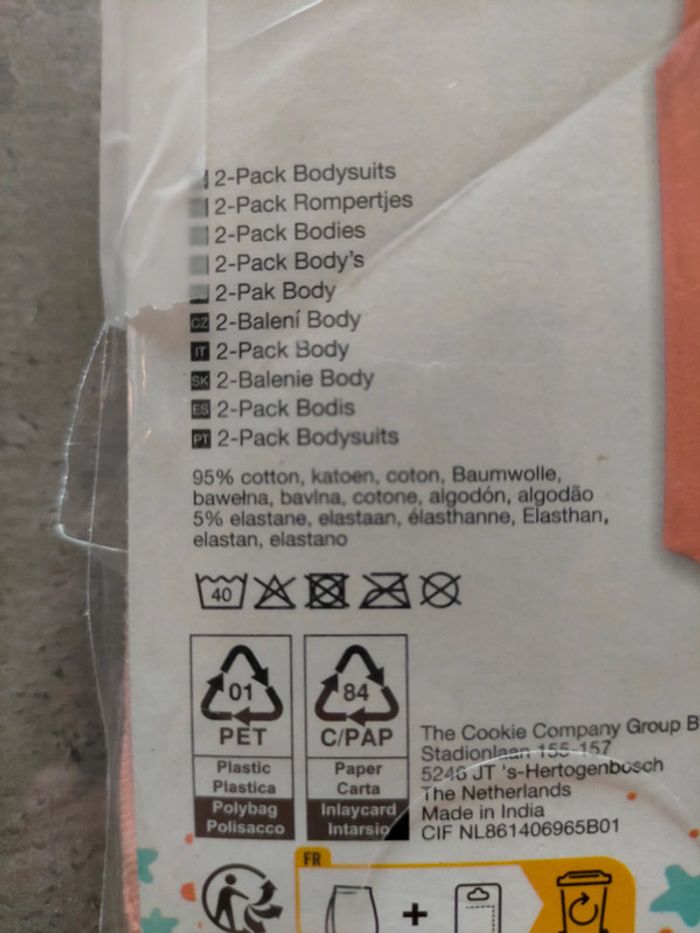 2-Pack Bodysuits
2-Pack Rompertjes
2-Pack Bodies
2-Pack Body's
2-Pak Body
CZ 2-Balení Body
IT 2-Pack Body
SK 2-Balenie Body
ES 2-Pack Bodis
PT 2-Pack Bodysuits
95% cotton, katoen, coton, Baumwolle,
bawełna, bavlna, cotone, algodón, algodão
5% elastane, elastaan, élasthanne, Elasthan,
elastan, elastano
40
01
PET
Plastic
Plastica
Polybag
Polisacco
84
C/PAP
Paper
Carta
Inlaycard
Intarsio
The Cookie Company Group B
Stadionlaan 155-157
5246 JT 's-Hertogenbosch
The Netherlands
Made in India
CIF NL861406965B01
FR
+